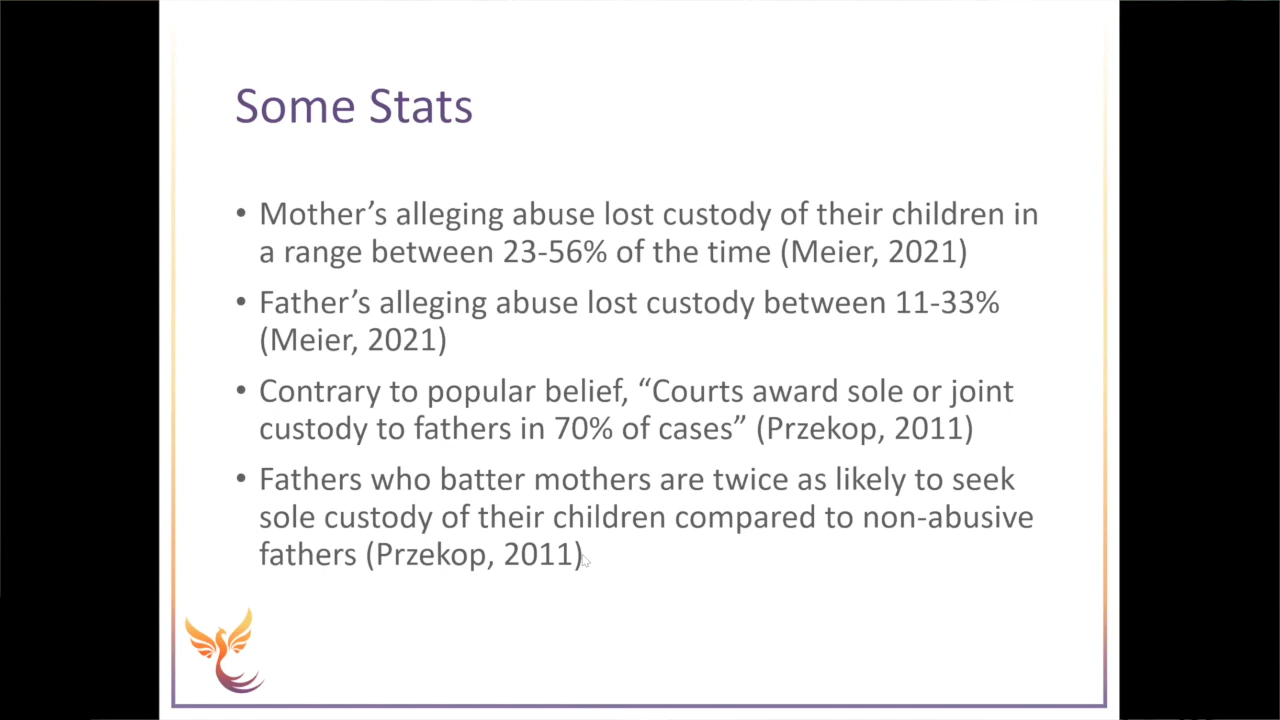 Some Stats
• Mother’s alleging abuse lost custody of their children in
a range between 23-56% of the time (Meier, 2021)
• Father’s alleging abuse lost custody between 11-33%
(Meier, 2021)
• Contrary to popular belief, “Courts award sole or joint
custody to fathers in 70% of cases” (Przekop, 2011)
• Fathers who batter mothers are twice as likely to seek
sole custody of their children compared to non-abusive
fathers (Przekop, 2011)